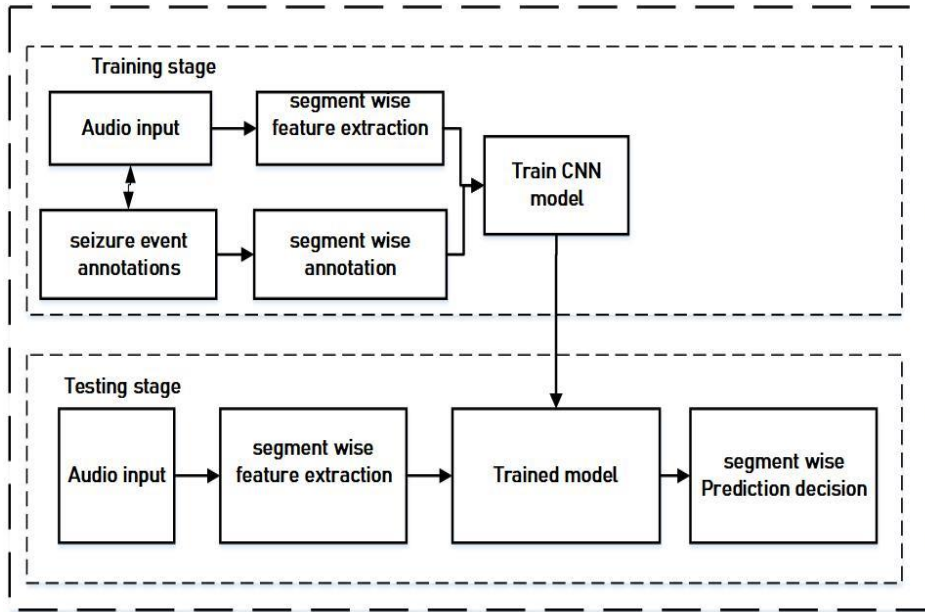 Training stage
Audio input
segment wise
feature extraction
Train CNN
model
seizure event
annotations
segment wise
annotation
Testing stage
Audio input
segment wise
feature extraction
Trained model
segment wise
Prediction decision